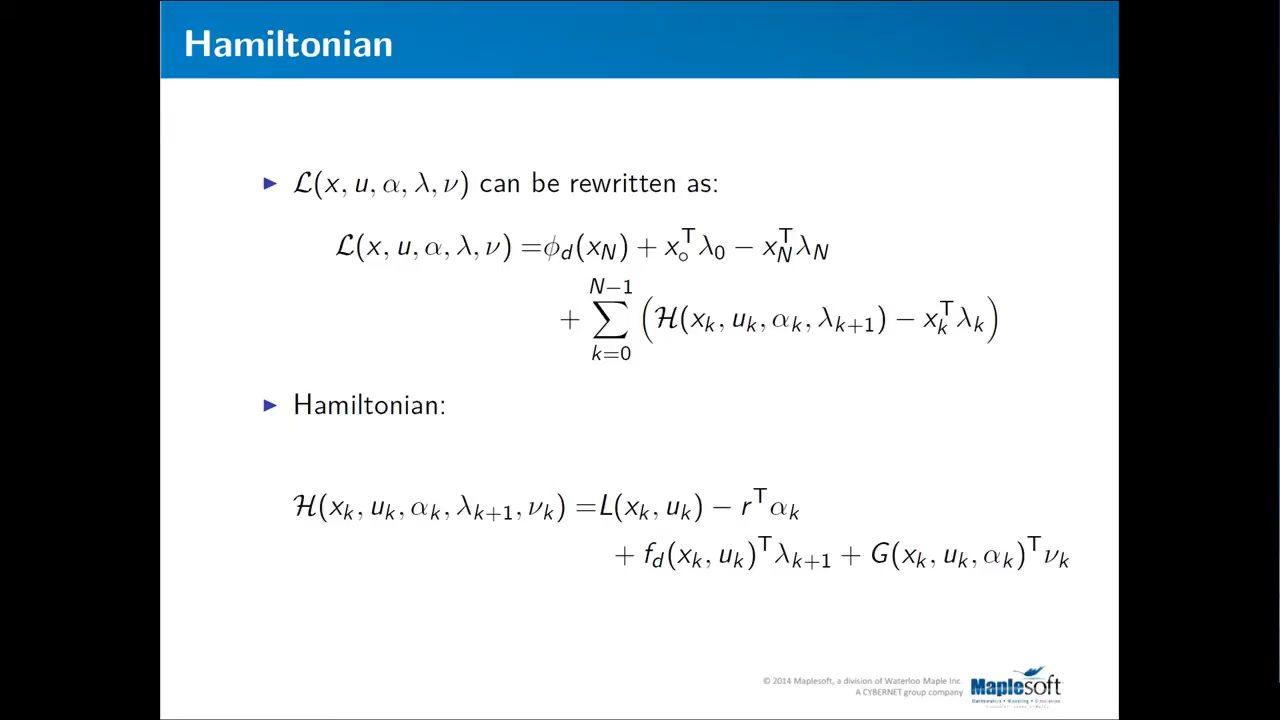 Hamiltonian
▶ ℒ(x, u, α, λ, ν) can be rewritten as:
ℒ(x, u, α, λ, ν) =ϕ_d(x_N) + x_∘^T λ_0 − x_N^T λ_N
+ ∑_{k=0}^{N−1} (ℋ(x_k, u_k, α_k, λ_{k+1}) − x_k^T λ_k)
▶ Hamiltonian:
ℋ(x_k, u_k, α_k, λ_{k+1}, ν_k) =L(x_k, u_k) − r^T α_k
+ f_d(x_k, u_k)^T λ_{k+1} + G(x_k, u_k, α_k)^T ν_k
© 2014 Maplesoft, a division of Waterloo Maple Inc.
A CYBERNET group company
Maplesoft